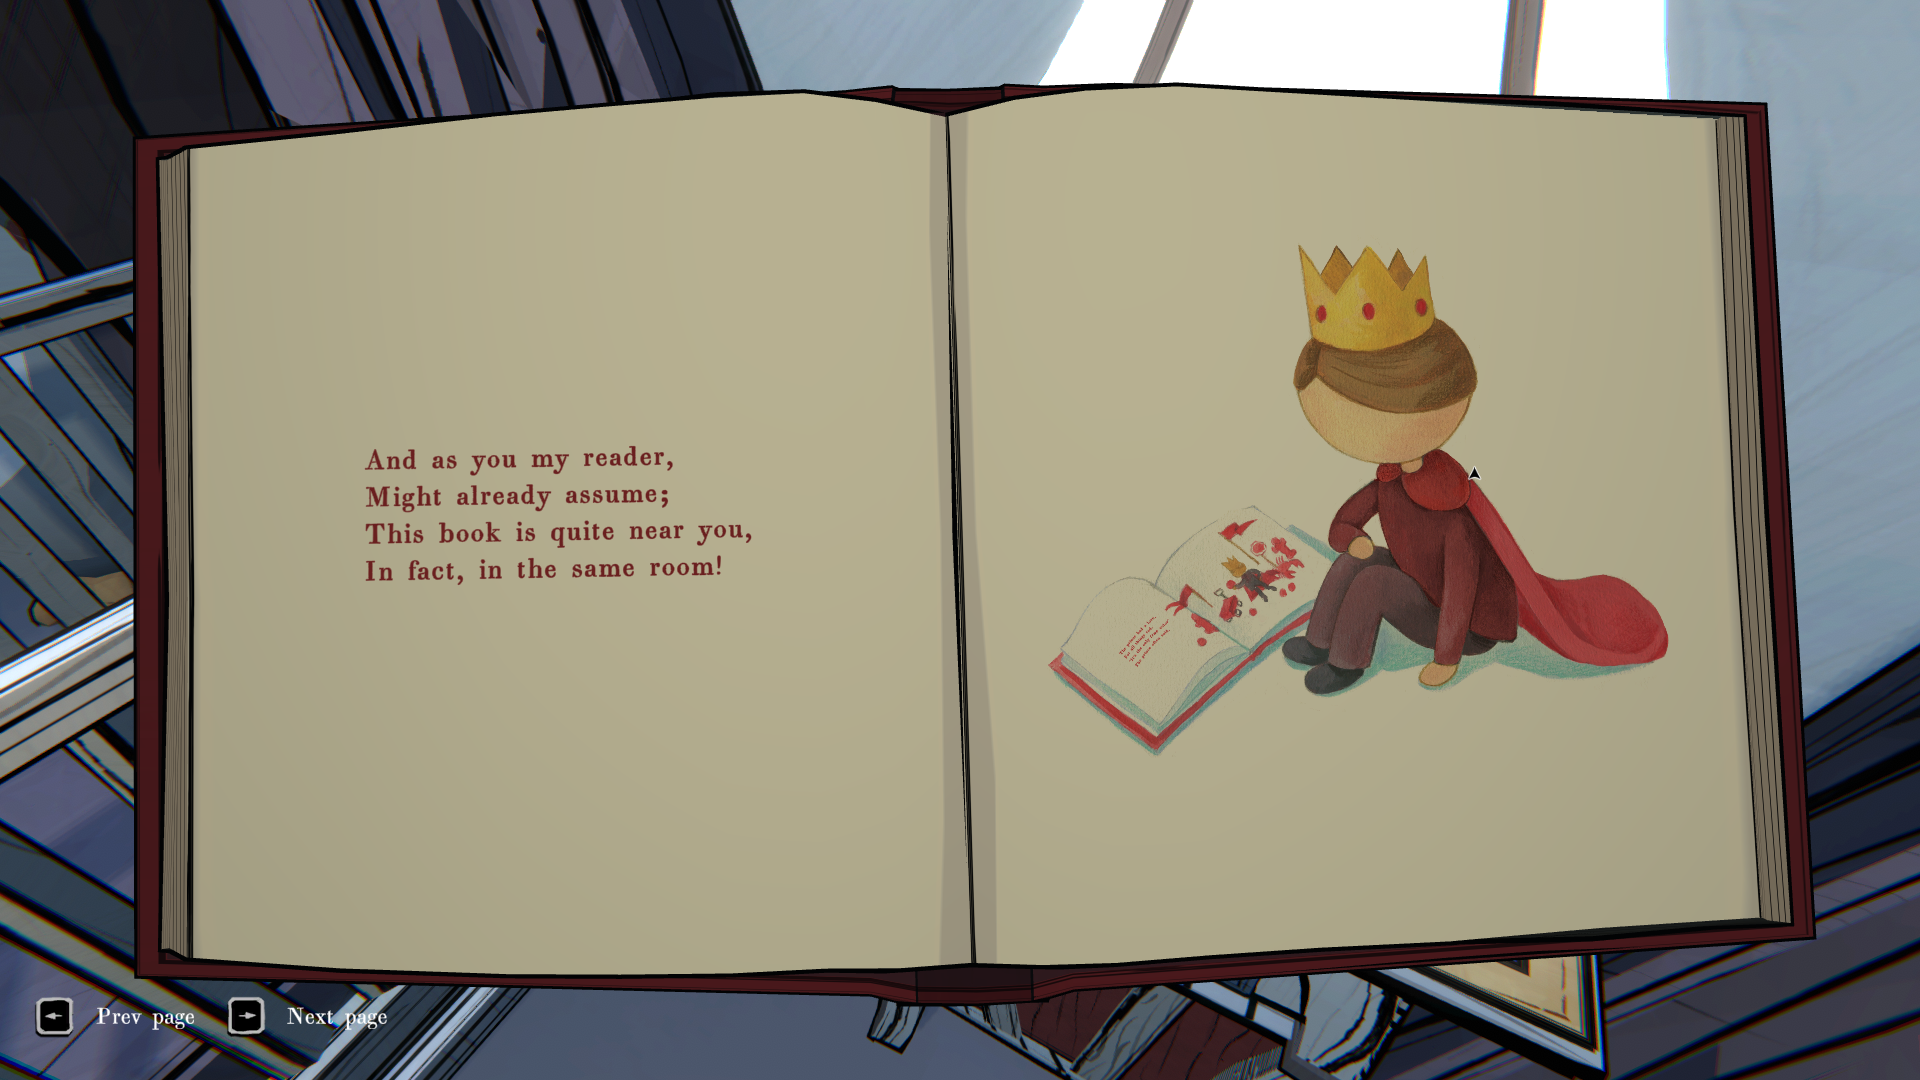 And as you my reader,
Might already assume;
This book is quite near you,
In fact, in the same room!
Prev page
Next page